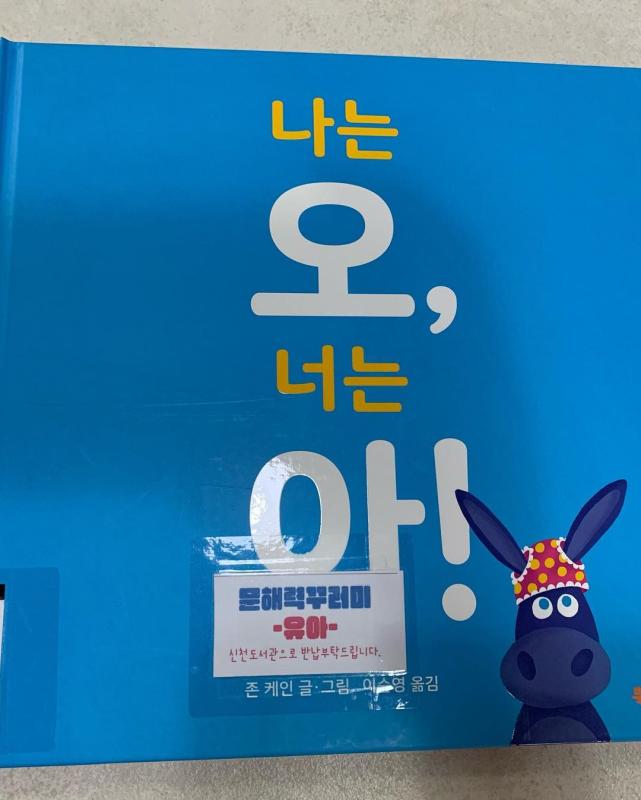 나는
오,
너는
아!
문해력꾸러미
-유아-
신천도서관으로 반납부탁드립니다.
존 케인 글·그림 이수영 옮김